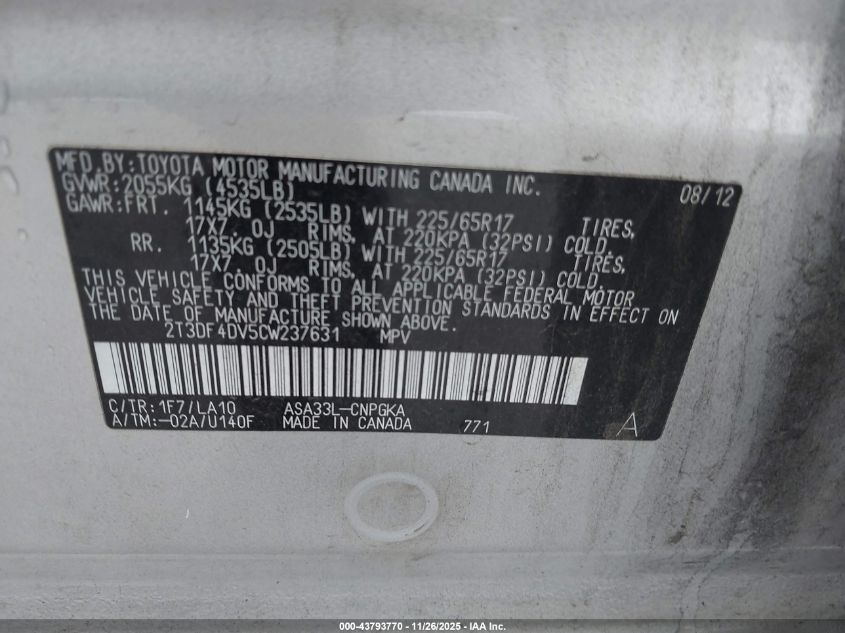 MFD. BY: TOYOTA MOTOR MANUFACTURING CANADA INC. 08/12
GVWR: 2055KG (4535LB)
GAWR: FRT. 1145KG (2535LB) WITH 225/65R17 TIRES,
17X7.0J RIMS, AT 220KPA (32PSI) COLD
RR. 1135KG (2505LB) WITH 225/65R17 TIRES,
17X7.0J RIMS, AT 220KPA (32PSI) COLD.
THIS VEHICLE CONFORMS TO ALL APPLICABLE FEDERAL MOTOR
VEHICLE SAFETY AND THEFT PREVENTION STANDARDS IN EFFECT ON
THE DATE OF MANUFACTURE SHOWN ABOVE.
2T3DF4DV5CW237631 MPV
C/TR: 1F7/LA10 ASA33L-CNPGKA
A/TM: -02A/U140F MADE IN CANADA 771 A
000-43793770 - 11/26/2025 - IAA Inc.